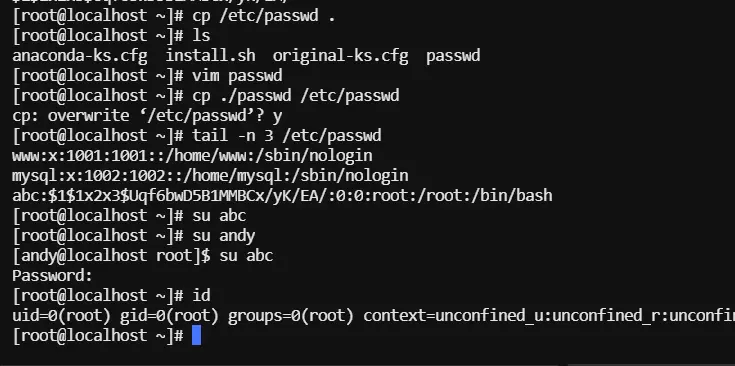 [root@localhost ~]# cp /etc/passwd .
[root@localhost ~]# ls
anaconda-ks.cfg  install.sh  original-ks.cfg  passwd
[root@localhost ~]# vim passwd
[root@localhost ~]# cp ./passwd /etc/passwd
cp: overwrite ‘/etc/passwd’? y
[root@localhost ~]# tail -n 3 /etc/passwd
www:x:1001:1001::/home/www:/sbin/nologin
mysql:x:1002:1002::/home/mysql:/sbin/nologin
abc:$1$1x2x3$Uqf6bwD5B1MMBCx/yK/EA/:0:0:root:/root:/bin/bash
[root@localhost ~]# su abc
[root@localhost ~]# su andy
[andy@localhost root]$ su abc
Password:
[root@localhost ~]# id
uid=0(root) gid=0(root) groups=0(root) context=unconfined_u:unconfined_r:unconfi
[root@localhost ~]#